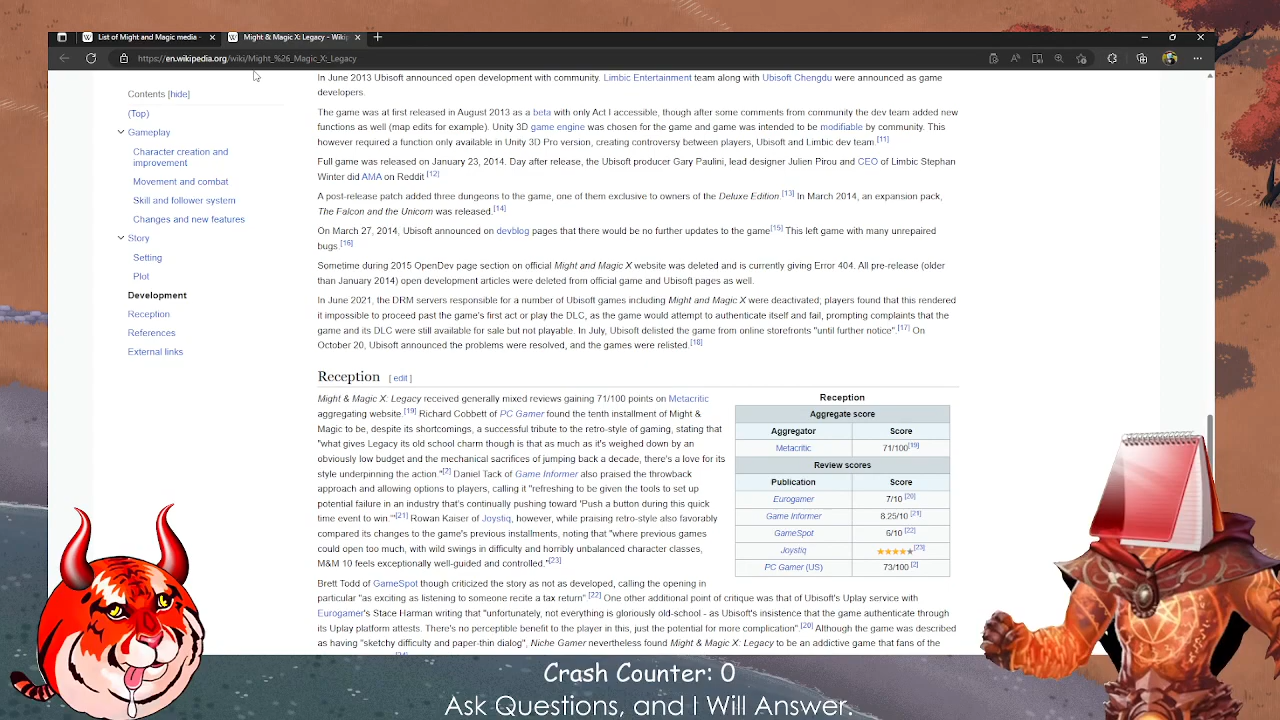 List of Might and Magic media -
Might & Magic X: Legacy - Wiki
https://en.wikipedia.org/wiki/Might_%26_Magic_X:_Legacy
Contents [hide]
(Top)
Gameplay
Character creation and
improvement
Movement and combat
Skill and follower system
Changes and new features
Story
Setting
Plot
Development
Reception
References
External links
In June 2013 Ubisoft announced open development with community. Limbic Entertainment team along with Ubisoft Chengdu were announced as game
developers.
The game was at first released in August 2013 as a beta with only Act I accessible, though after some comments from community the dev team added new
functions as well (map edits for example). Unity 3D game engine was chosen for the game and game was intended to be modifiable by community. This
however required a function only available in Unity 3D Pro version, creating controversy between players, Ubisoft and Limbic dev team.[11]
Full game was released on January 23, 2014. Day after release, the Ubisoft producer Gary Paulini, lead designer Julien Pirou and CEO of Limbic Stephan
Winter did AMA on Reddit [12]
A post-release patch added three dungeons to the game, one of them exclusive to owners of the Deluxe Edition.[13] In March 2014, an expansion pack,
The Falcon and the Unicorn was released.[14]
On March 27, 2014, Ubisoft announced on devblog pages that there would be no further updates to the game[15] This left game with many unrepaired
bugs.[16]
Sometime during 2015 OpenDev page section on official Might and Magic X website was deleted and is currently giving Error 404. All pre-release (older
than January 2014) open development articles were deleted from official game and Ubisoft pages as well.
In June 2021, the DRM servers responsible for a number of Ubisoft games including Might and Magic X were deactivated; players found that this rendered
it impossible to proceed past the game's first act or play the DLC, as the game would attempt to authenticate itself and fail, prompting complaints that the
game and its DLC were still available for sale but not playable. In July, Ubisoft delisted the game from online storefronts "until further notice".[17] On
October 20, Ubisoft announced the problems were resolved, and the games were relisted.[18]
Reception [ edit ]
Might & Magic X: Legacy received generally mixed reviews gaining 71/100 points on Metacritic
aggregating website.[19] Richard Cobbett of PC Gamer found the tenth installment of Might &
Magic to be, despite its shortcomings, a successful tribute to the retro-style of gaming, stating that
"what gives Legacy its old school charm though is that as much as it's weighed down by an
obviously low budget and the mechanical sacrifices of jumping back a decade, there's a love for its
style underpinning the action."[2] Daniel Tack of Game Informer also praised the throwback
approach and allowing options to players, calling it "refreshing to be given the tools to set up
potential failure in an industry that's continually pushing toward 'Push a button during this quick
time event to win.'"[21] Rowan Kaiser of Joystiq, however, while praising retro-style also favorably
compared its changes to the game's previous installments, noting that "where previous games
could open too much, with wild swings in difficulty and horribly unbalanced character classes,
M&M 10 feels exceptionally well-guided and controlled."[23]
Reception
Aggregate score
Aggregator Score
Metacritic 71/100[19]
Review scores
Publication Score
Eurogamer 7/10 [20]
Game Informer 8.25/10 [21]
GameSpot 6/10 [22]
Joystiq ★★★★★[23]
PC Gamer (US) 73/100 [2]
Brett Todd of GameSpot though criticized the story as not as developed, calling the opening in
particular "as exciting as listening to someone recite a tax return".[22] One other additional point of critique was that of Ubisoft's Uplay service with
Eurogamer's Stace Harman writing that "unfortunately, not everything is gloriously old-school - as Ubisoft's insistence that the game authenticate through
its Uplay platform attests. There's no perceptible benefit to the player in this, just the potential for more complication".[20] Although the game was described
as having "sketchy difficulty and paper-thin dialog", Niche Gamer nevertheless found Might & Magic X: Legacy to be an addictive game that fans of the
Crash Counter: 0
Ask Questions, and I Will Answer.